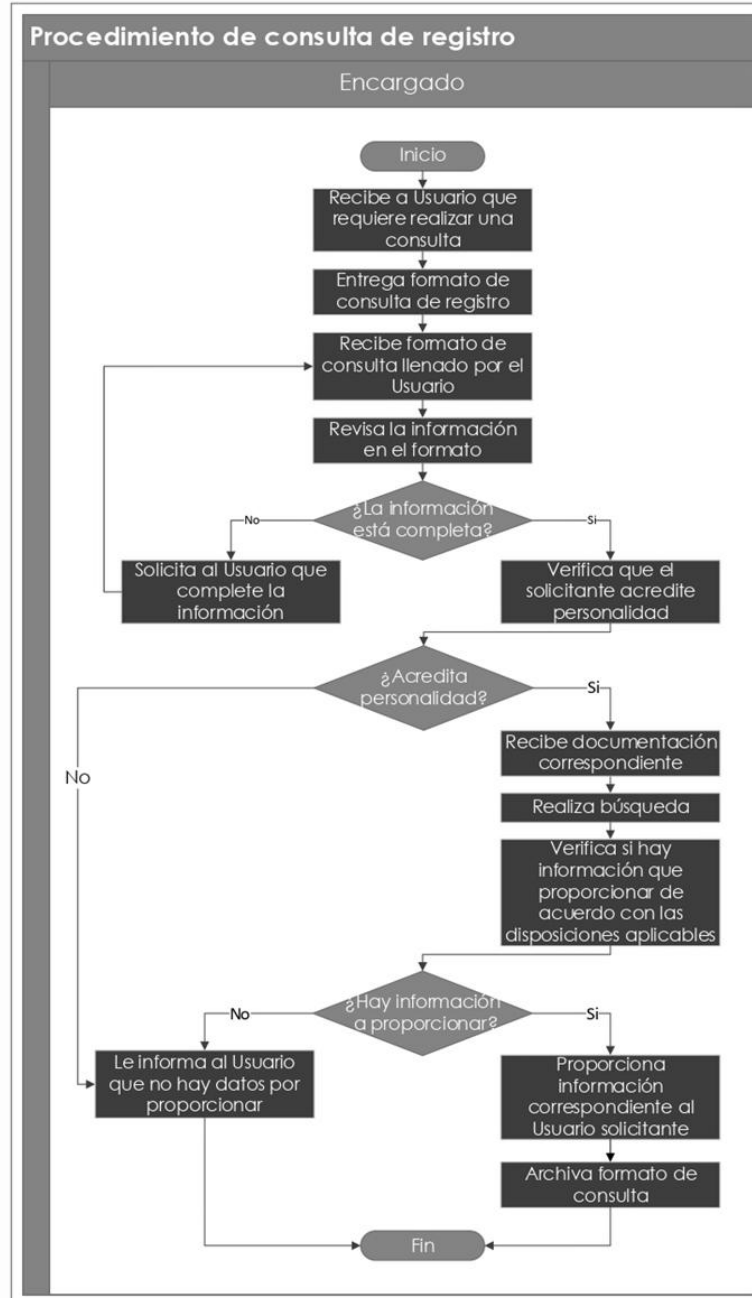 Procedimiento de consulta de registro
Encargado
Inicio
Recibe a Usuario que
requiere realizar una
consulta
Entrega formato de
consulta de registro
Recibe formato de
consulta llenado por el
Usuario
Revisa la información
en el formato
¿La información
está completa?
No
Si
Solicita al Usuario que
complete la
información
Verifica que el
solicitante acredite
personalidad
¿Acredita
personalidad?
Si
No
Recibe documentación
correspondiente
Realiza búsqueda
Verifica si hay
información que
proporcionar de
acuerdo con las
disposiciones aplicables
¿Hay información
a proporcionar?
No
Si
Le informa al Usuario
que no hay datos por
proporcionar
Proporciona
información
correspondiente al
Usuario solicitante
Archiva formato de
consulta
Fin